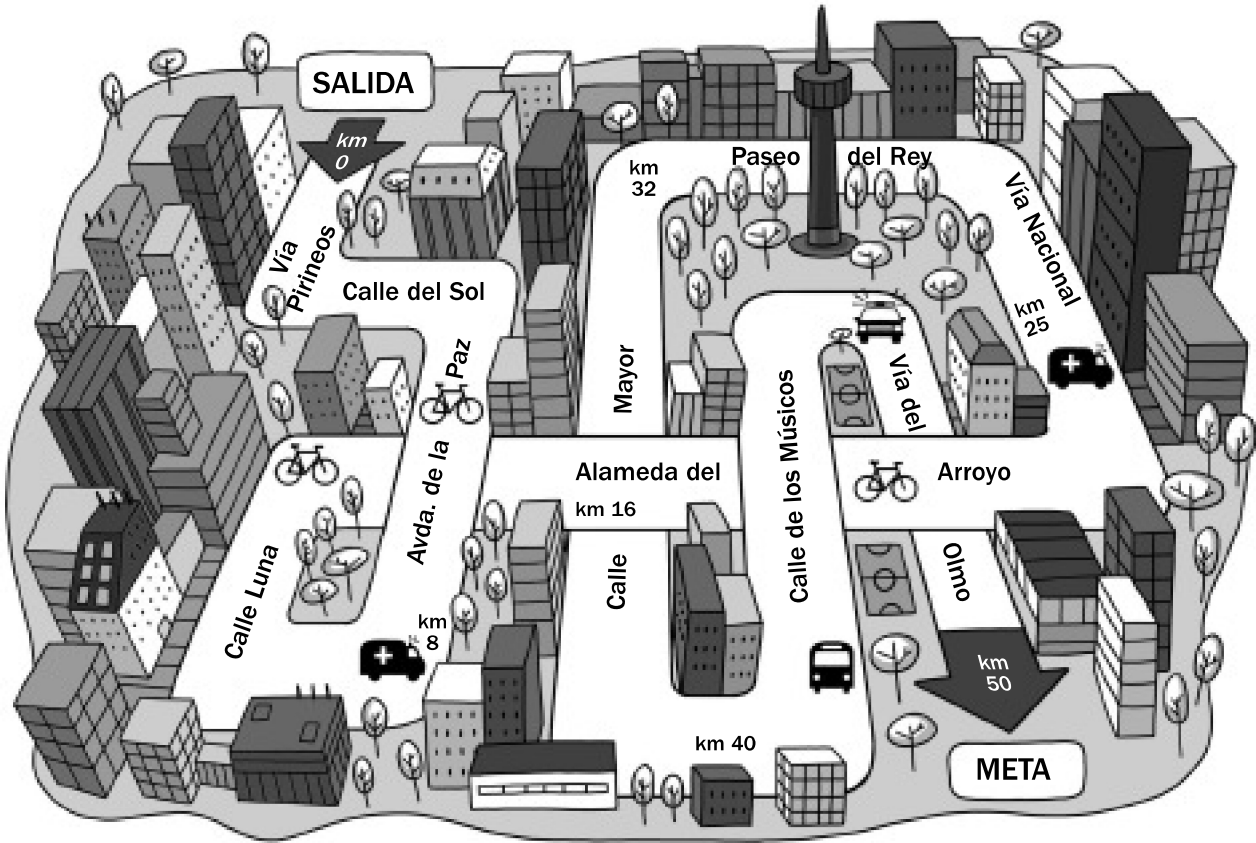 SALIDA
km
0
Vía
Pirineos
Calle del Sol
Avda. de la Paz
Calle Luna
km
8
Alameda del Arroyo
km 16
Vía Nacional
km
25
Paseo del Rey
km
32
Calle Mayor
km 40
Calle de los Músicos
Vía del Olmo
km
50
META